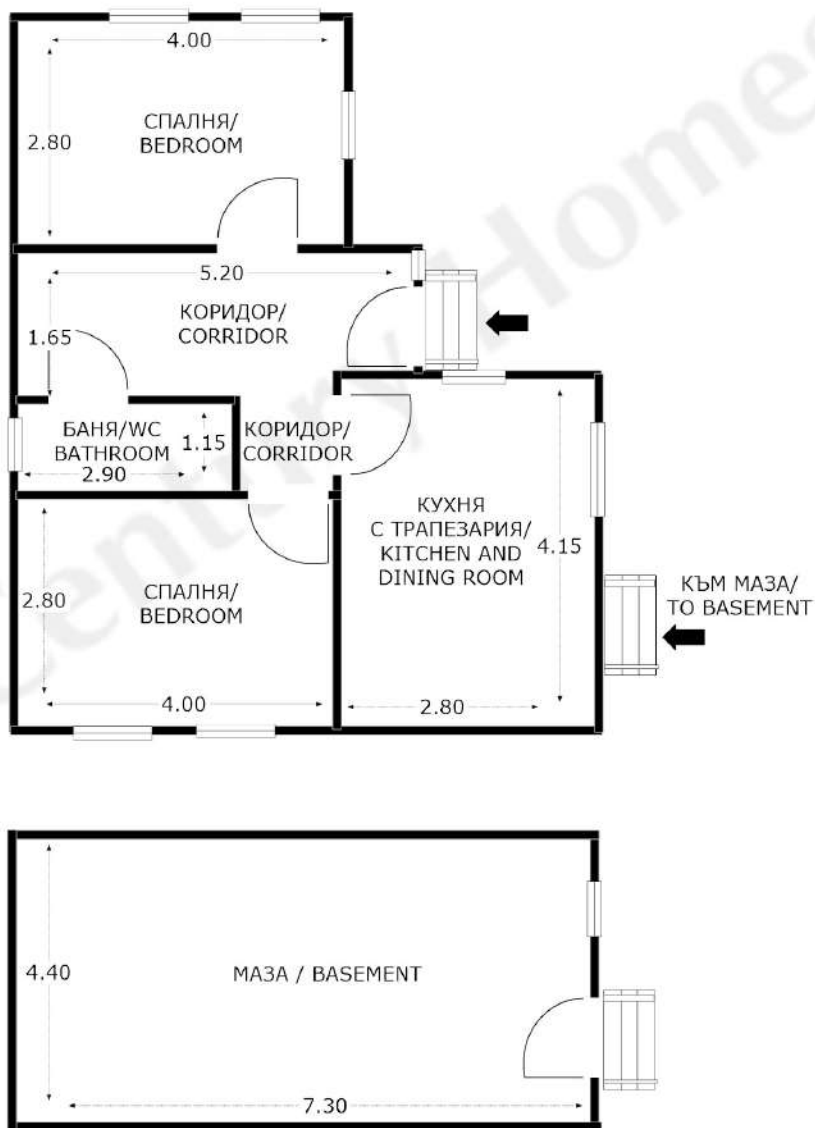 4.00
СПАЛНЯ/
BEDROOM
2.80
5.20
КОРИДОР/
CORRIDOR
1.65
БАНЯ/WC
BATHROOM
1.15
2.90
КОРИДОР/
CORRIDOR
КУХНЯ
С ТРАПЕЗАРИЯ/
KITCHEN AND
DINING ROOM
4.15
2.80
СПАЛНЯ/
BEDROOM
2.80
4.00
КЪМ МАЗА/
TO BASEMENT
4.40
МАЗА / BASEMENT
7.30
Century Homes